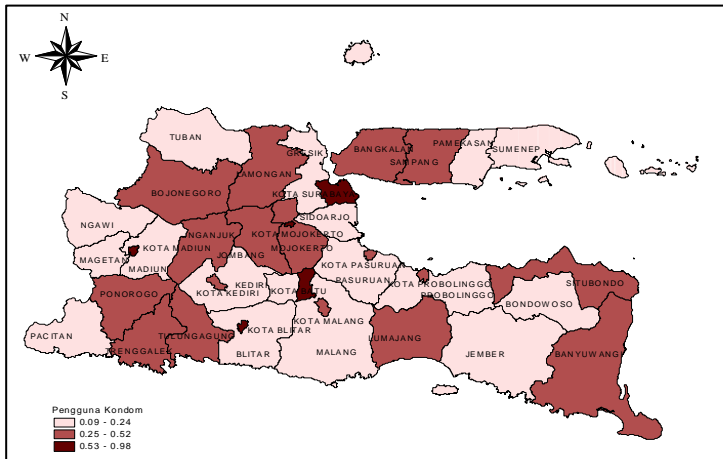 N
W E
S
TUBAN
LAMONGAN
GRESIK
BANGKALAN
SAMPANG
PAMEKASAN
SUMENEP
BOJONEGORO
KOTA SURABAYA
SIDOARJO
NGAWI
MAGETAN
MADIUN
KOTA MADIUN
NGANJUK
JOMBANG
KOTA MOJOKERTO
MOJOKERTO
KOTA PASURUAN
PASURUAN
KOTA PROBOLINGGO
PROBOLINGGO
SITUBONDO
BONDOWOSO
PONOROGO
KEDIRI
KOTA KEDIRI
KOTA BATU
KOTA MALANG
KOTA BLITAR
PACITAN
TRENGGALEK
TULUNGAGUNG
BLITAR
MALANG
LUMAJANG
JEMBER
BANYUWANGI
Pengguna Kondom
0.09 - 0.24
0.25 - 0.52
0.53 - 0.98